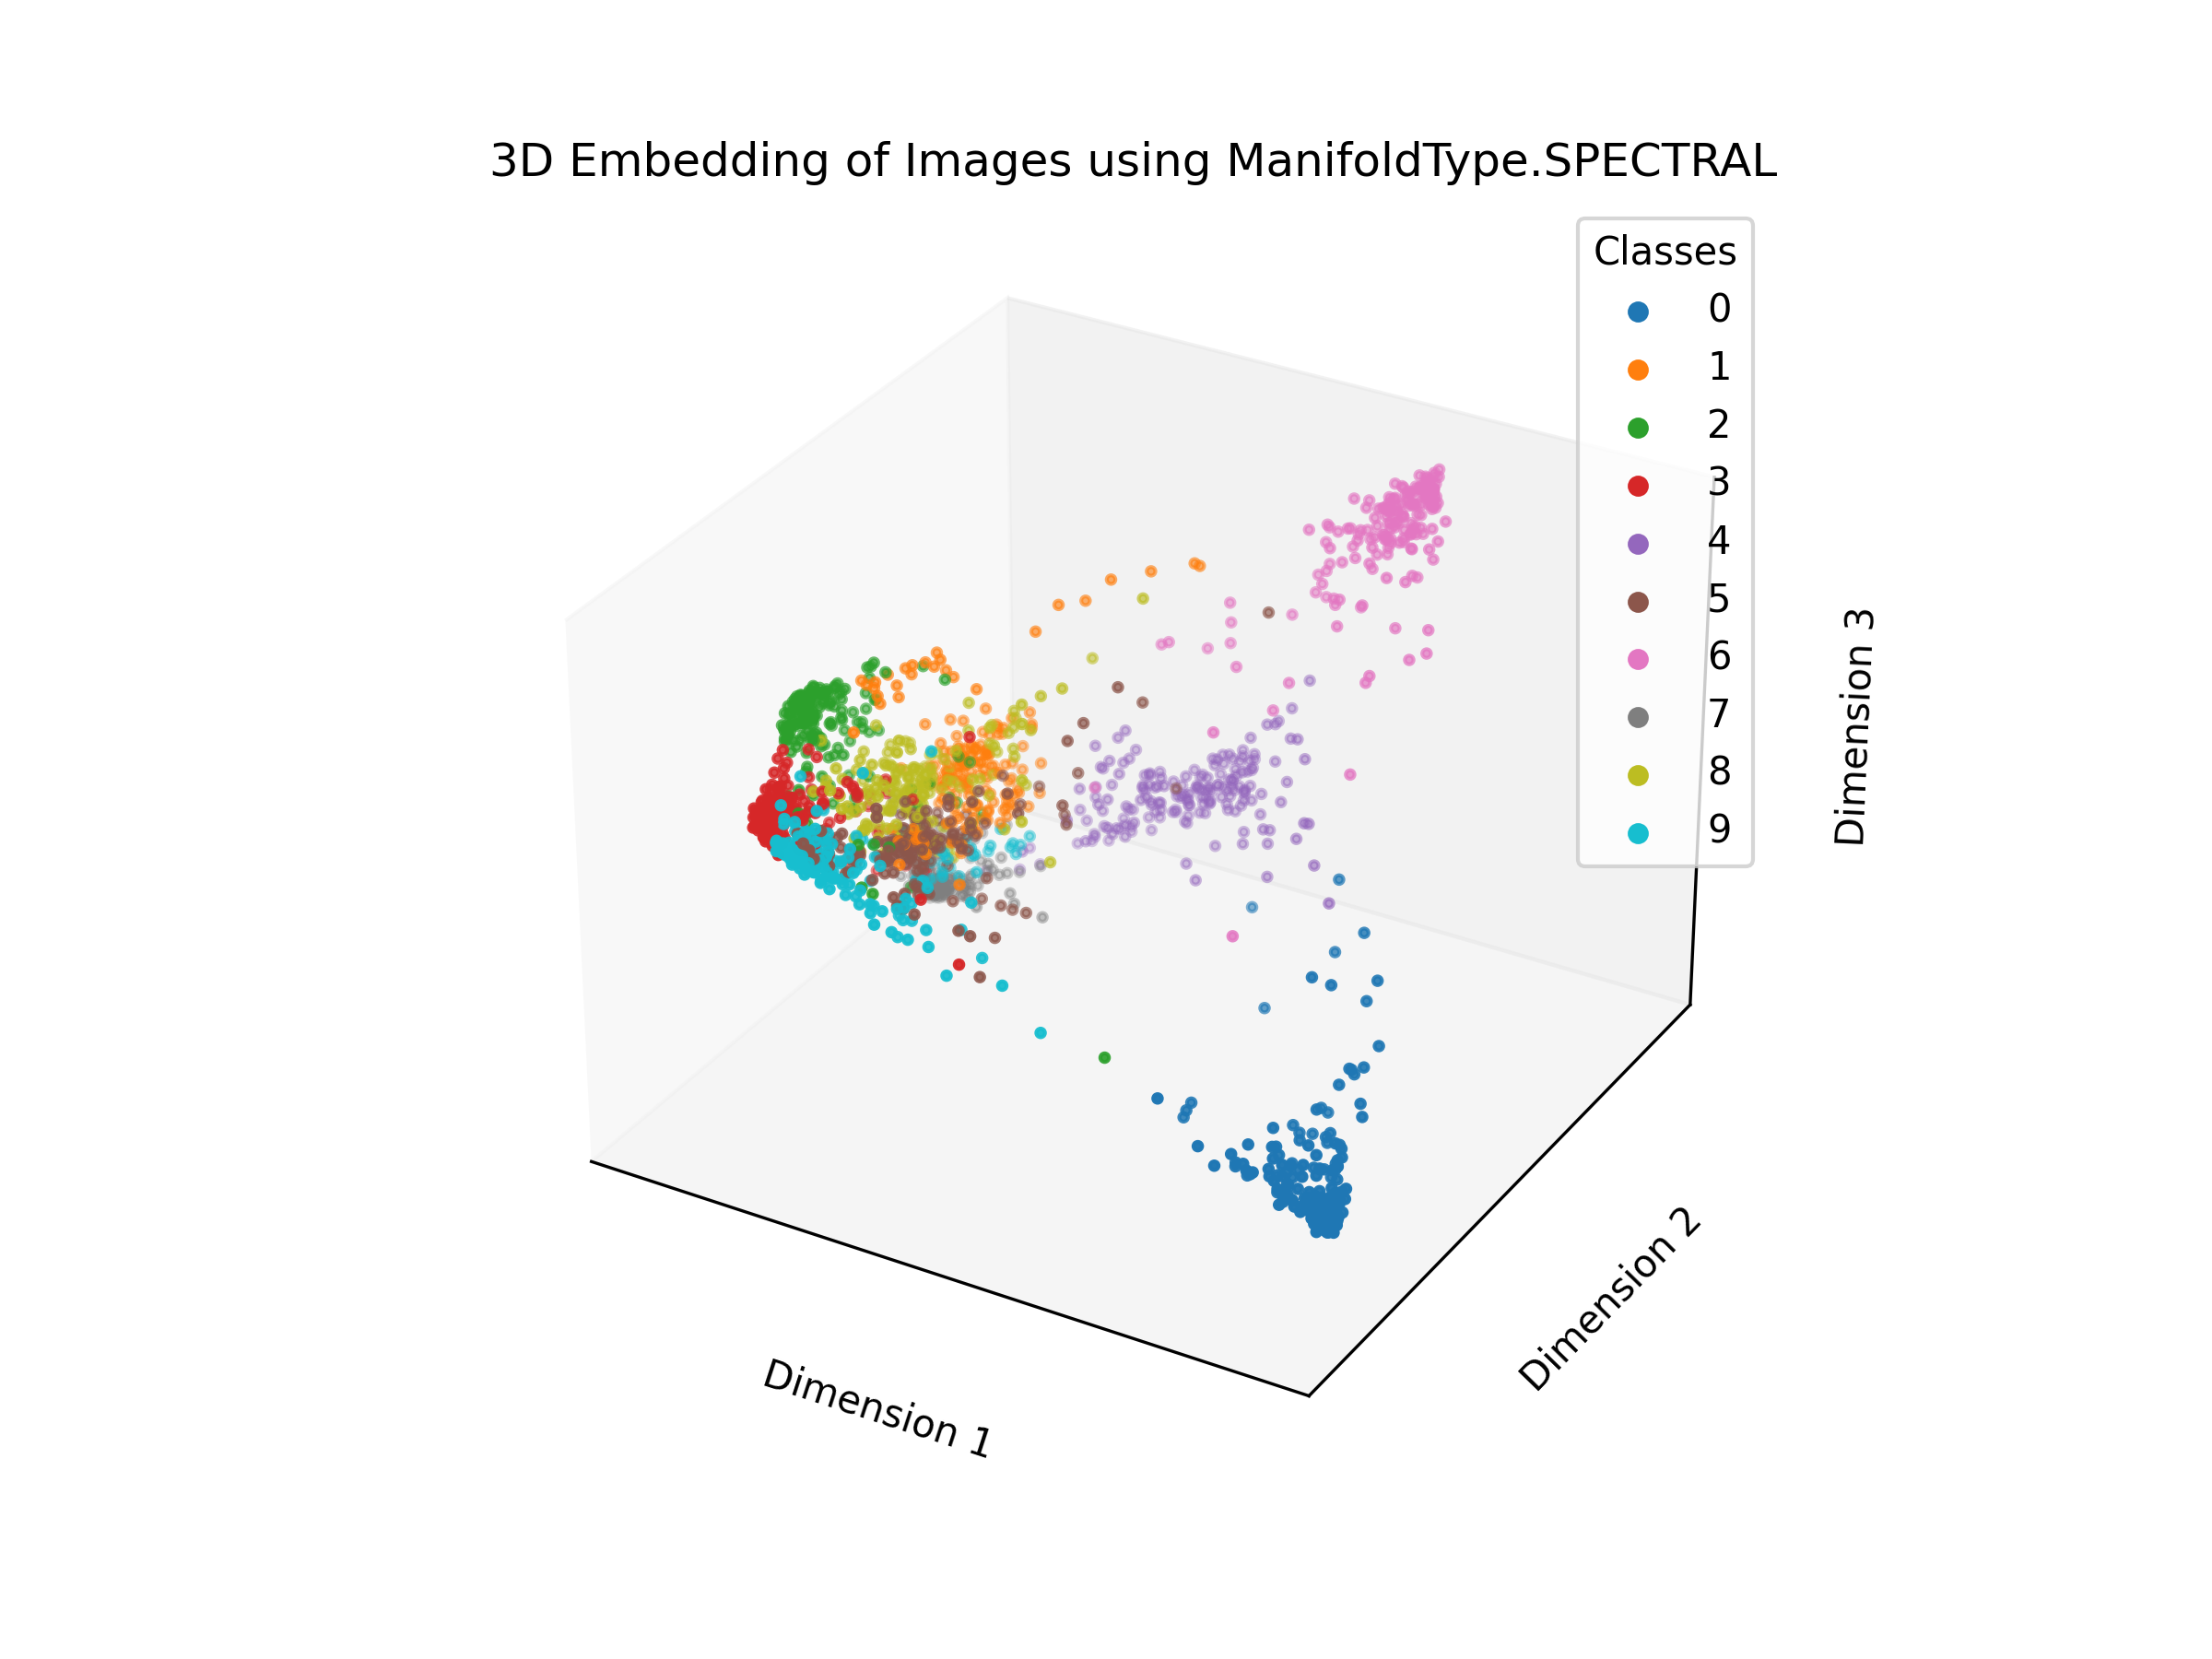 3D Embedding of Images using ManifoldType.SPECTRAL
Classes
0
1
2
3
4
5
6
7
8
9
Dimension 3
Dimension 2
Dimension 1